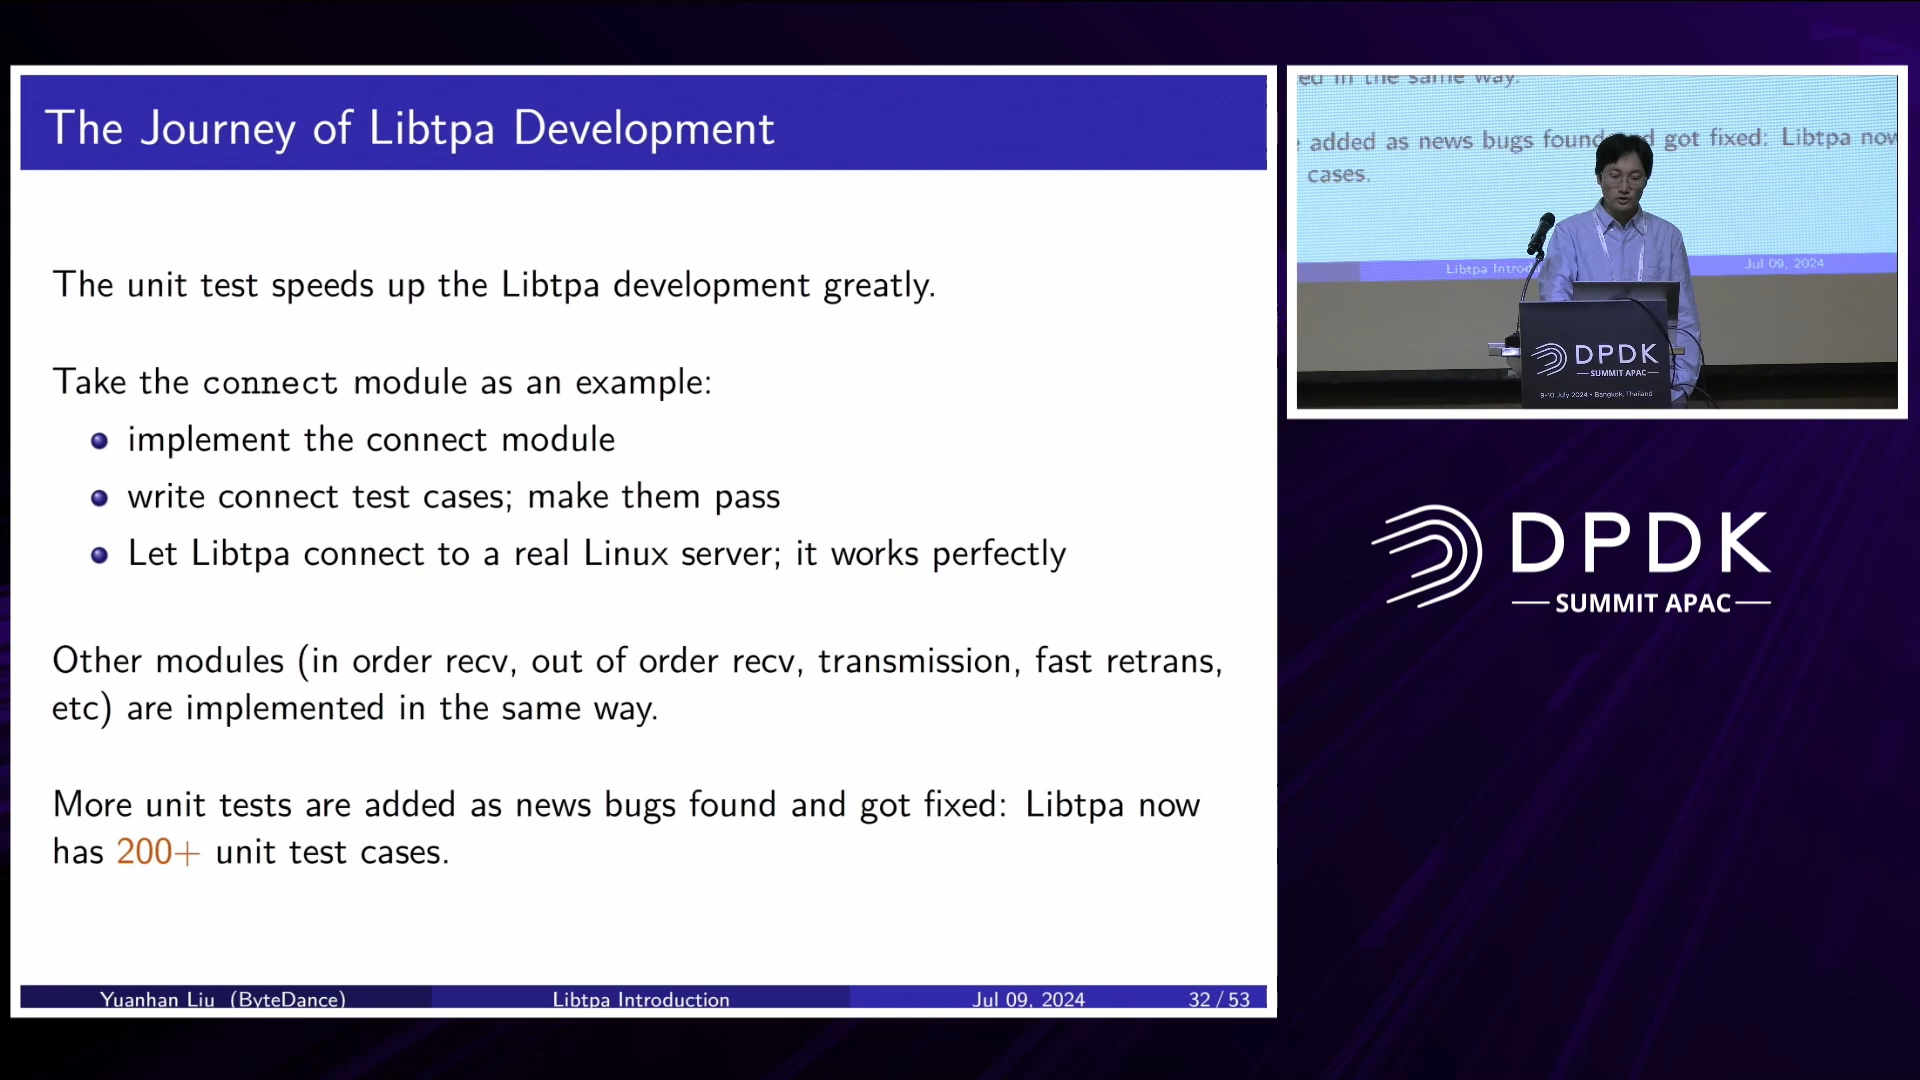 The Journey of Libtpa Development
The unit test speeds up the Libtpa development greatly.
Take the connect module as an example:
implement the connect module
write connect test cases; make them pass
Let Libtpa connect to a real Linux server; it works perfectly
Other modules (in order recv, out of order recv, transmission, fast retrans,
etc) are implemented in the same way.
More unit tests are added as news bugs found and got fixed: Libtpa now
has 200+ unit test cases.
Yuanhan Liu (ByteDance)
Libtpa Introduction
Jul 09, 2024
32 / 53
ed in the same way.
added as news bugs found and got fixed: Libtpa now
cases.
Libtpa Introd
Jul 09, 2024
DPDK
SUMMIT APAC
9-10 July 2024 • Bangkok, Thailand
DPDK
SUMMIT APAC